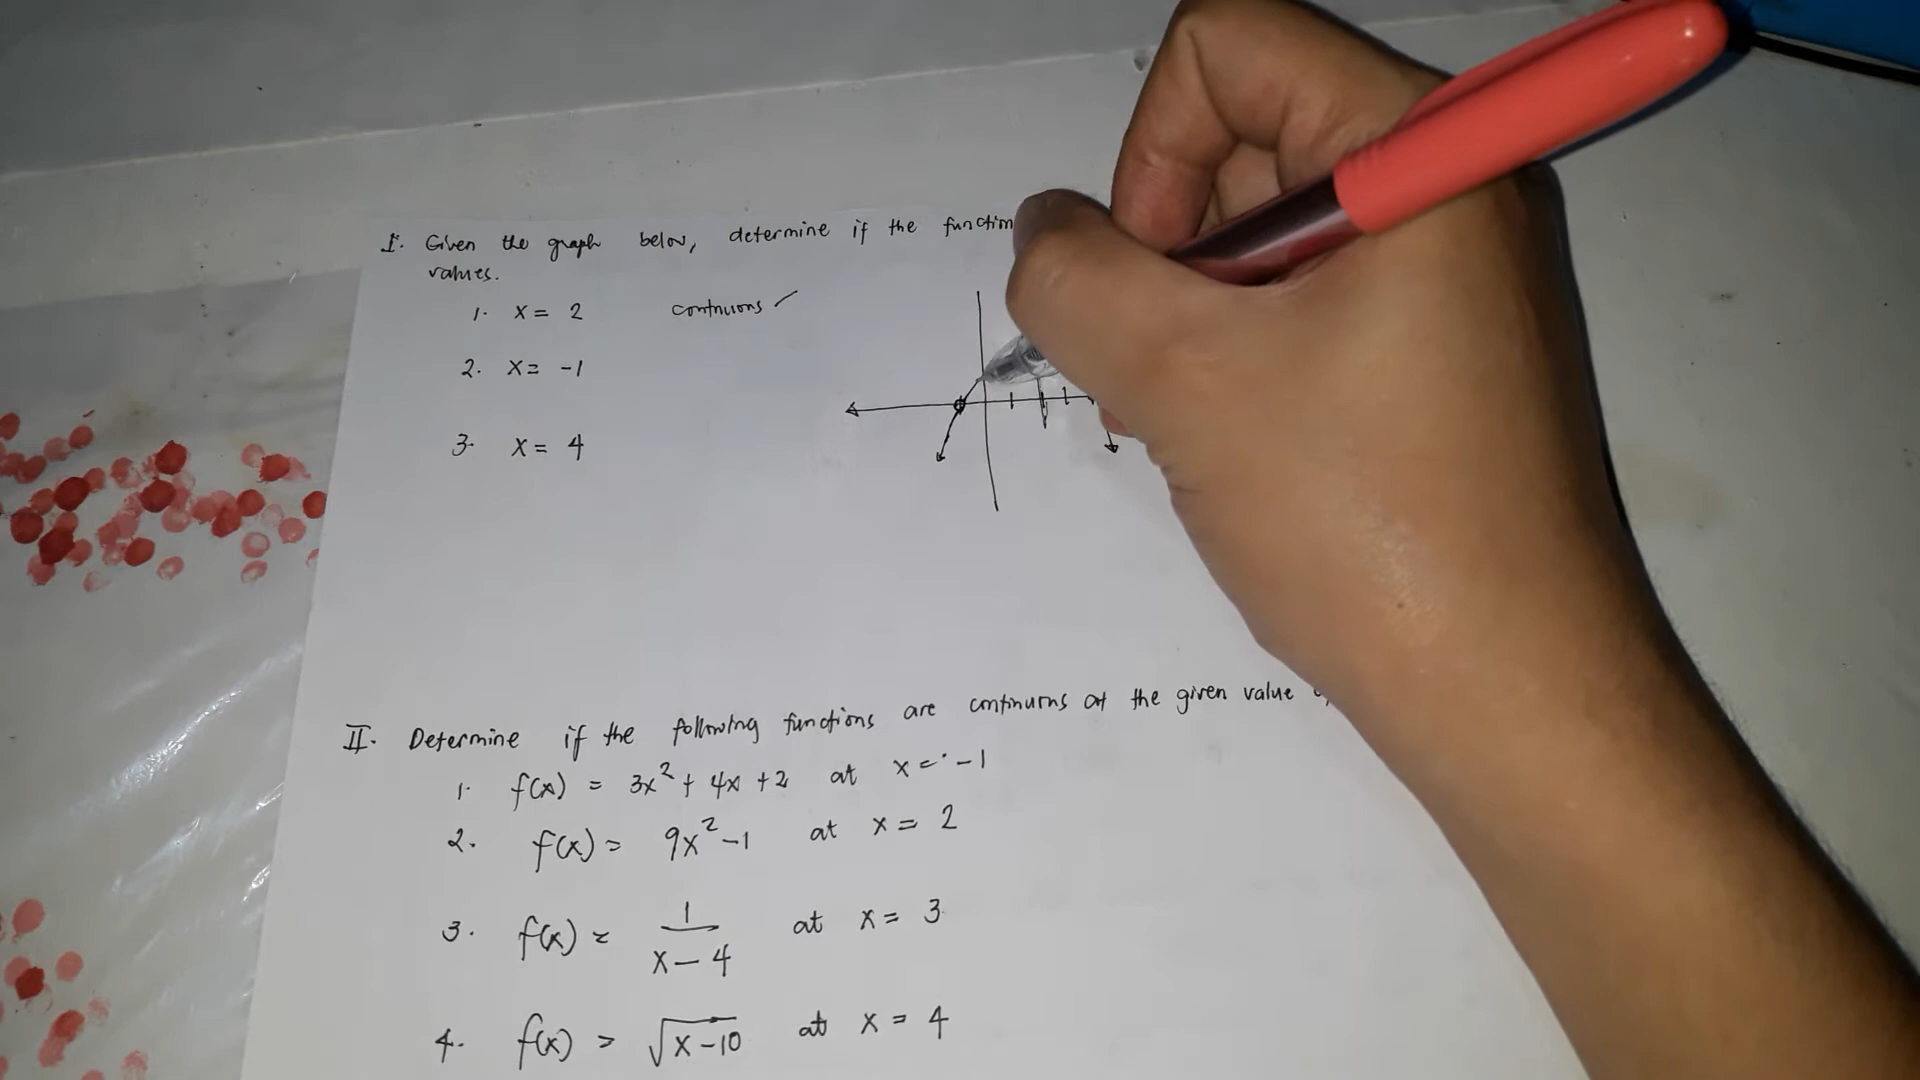 I. Given the graph below, determine if the function
values.
1. x = 2 continuous ✓
2. x = -1
3. x = 4
II. Determine if the following functions are continuous at the given value
1. f(x) = 3x² + 4x + 2 at x = -1
2. f(x) = 9x² - 1 at x = 2
3. f(x) = 1/(x - 4) at x = 3
4. f(x) = √(x - 10) at x = 4